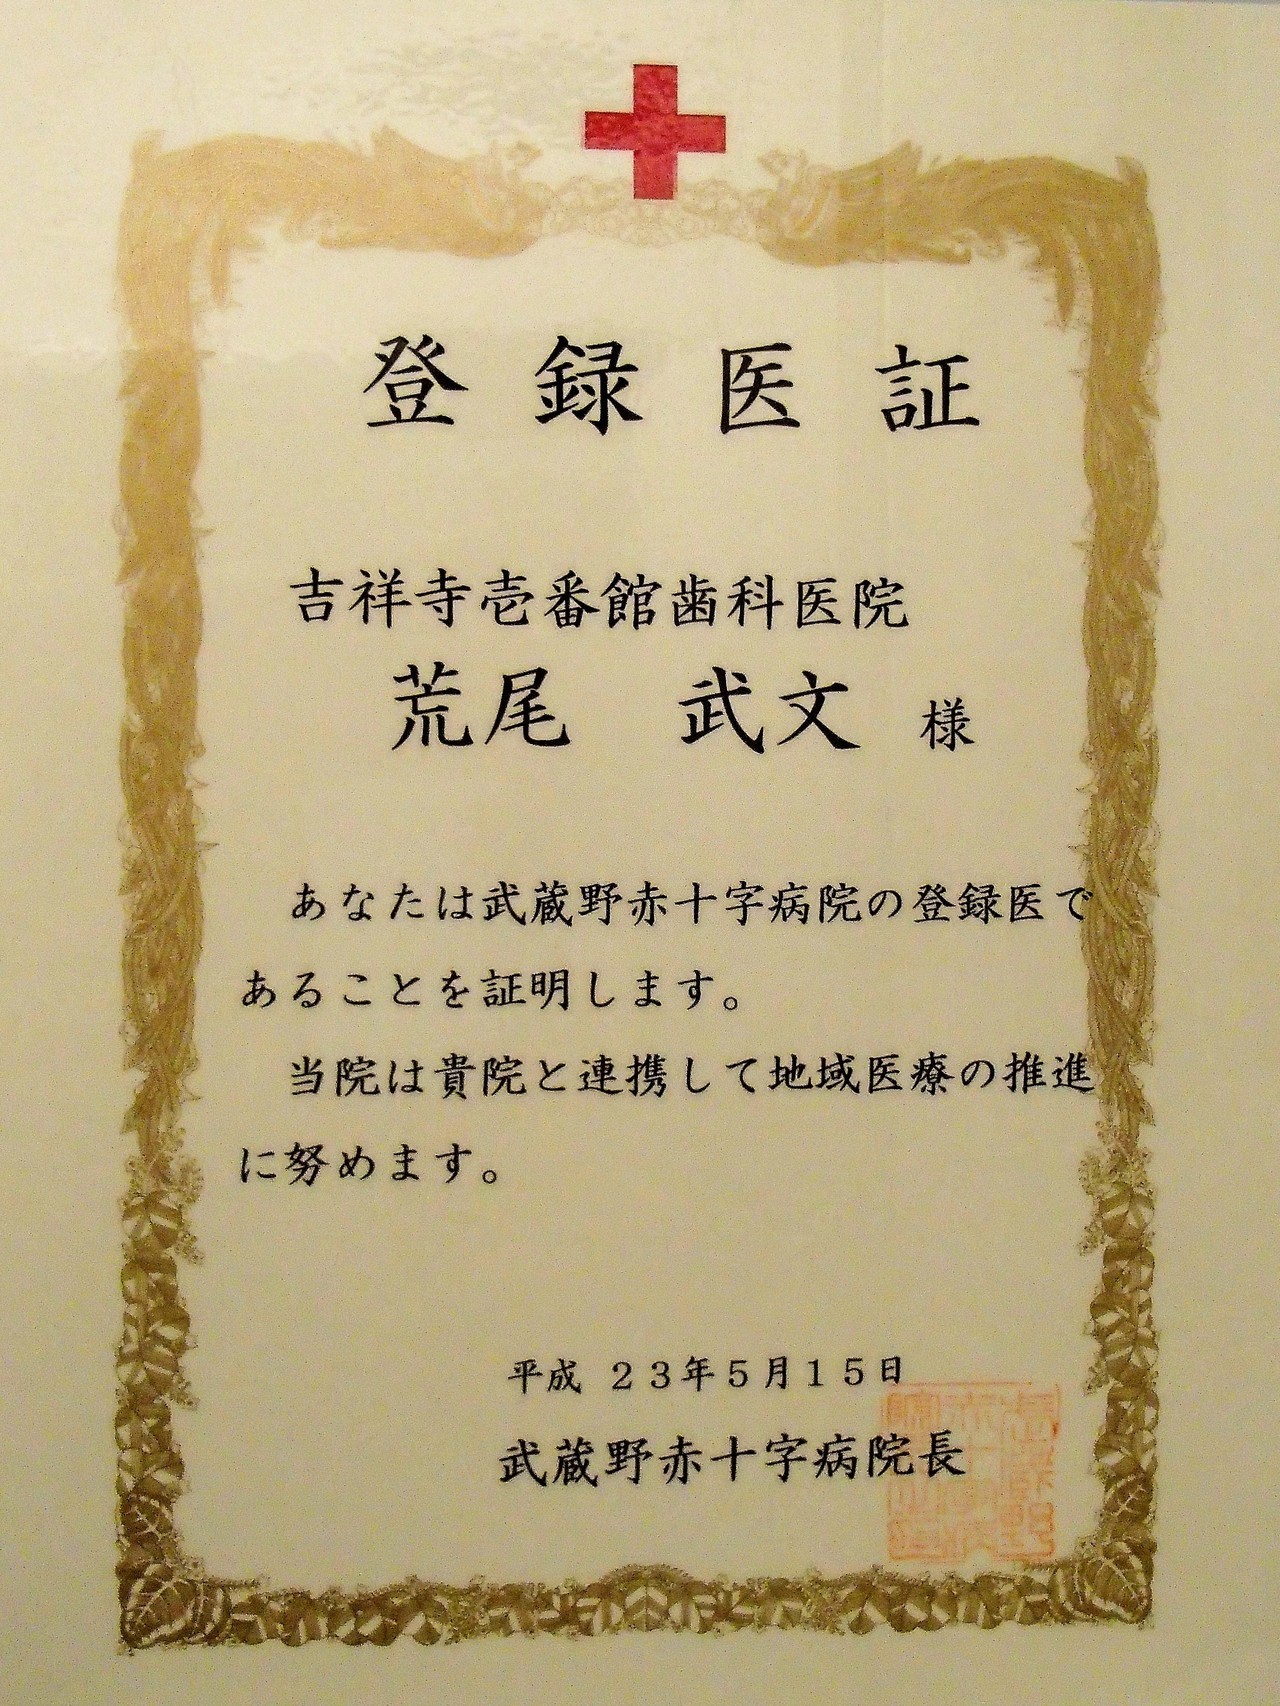 登録医証
吉祥寺壱番館歯科医院
荒尾　武文　様
あなたは武蔵野赤十字病院の登録医で
あることを証明します。
当院は貴院と連携して地域医療の推進
に努めます。
平成 ２３年５月１５日
武蔵野赤十字病院長